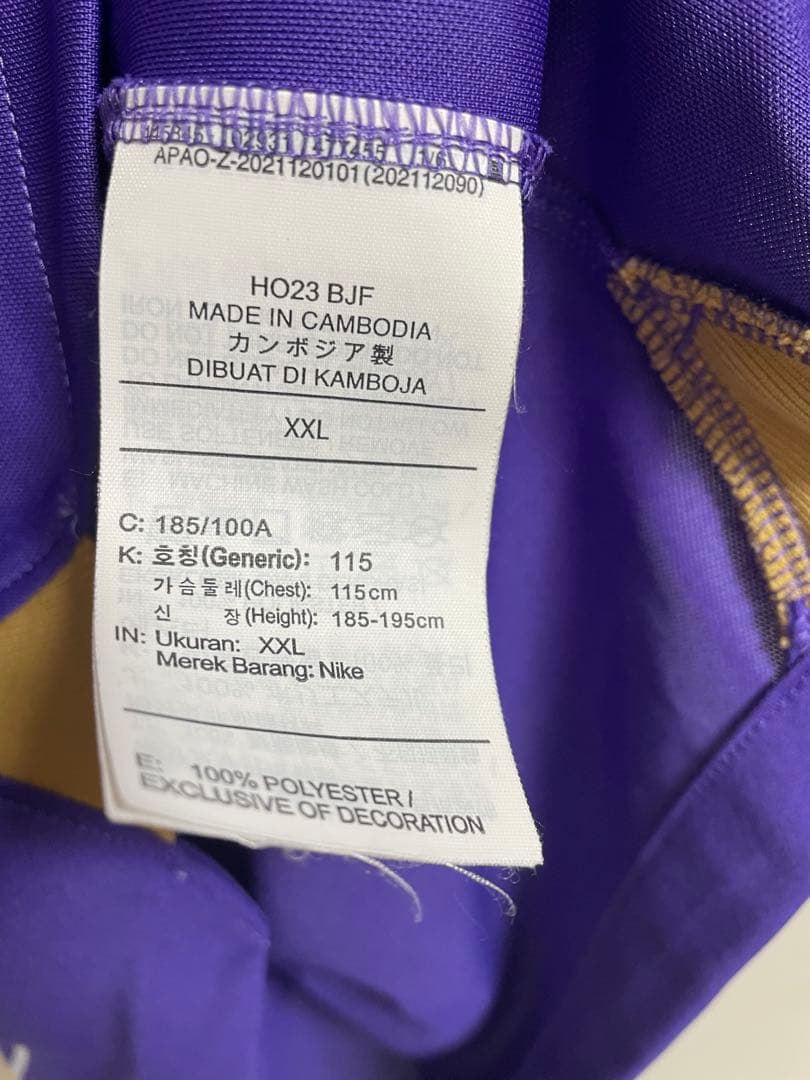 APAO-Z-2021120101(202112090)
HO23 BJF
MADE IN CAMBODIA
カンボジア製
DIBUAT DI KAMBOJA
XXL
C: 185/100A
K: 호칭(Generic): 115
가슴둘레(Chest): 115cm
신 장(Height): 185-195cm
IN: Ukuran: XXL
Merek Barang: Nike
E: 100% POLYESTER/
EXCLUSIVE OF DECORATION